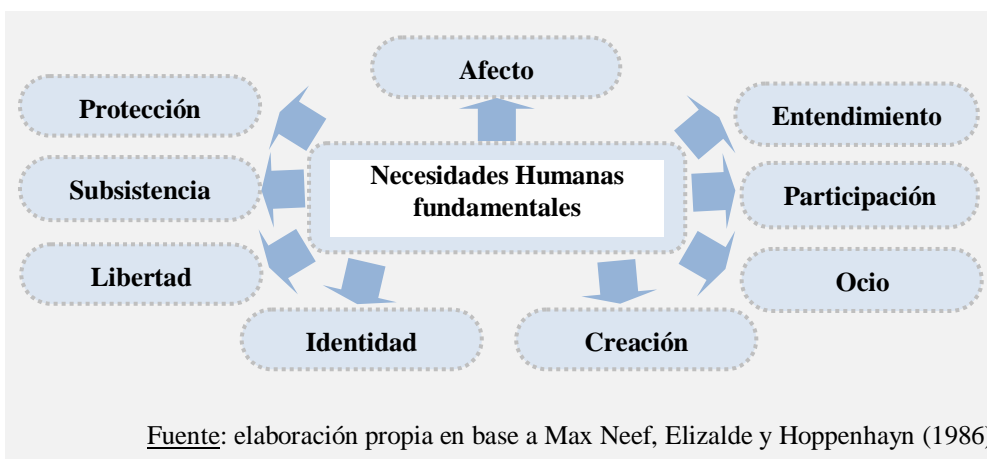 Afecto
Protección
Entendimiento
Necesidades Humanas
fundamentales
Subsistencia
Participación
Libertad
Ocio
Identidad
Creación
Fuente: elaboración propia en base a Max Neef, Elizalde y Hoppenhayn (1986)